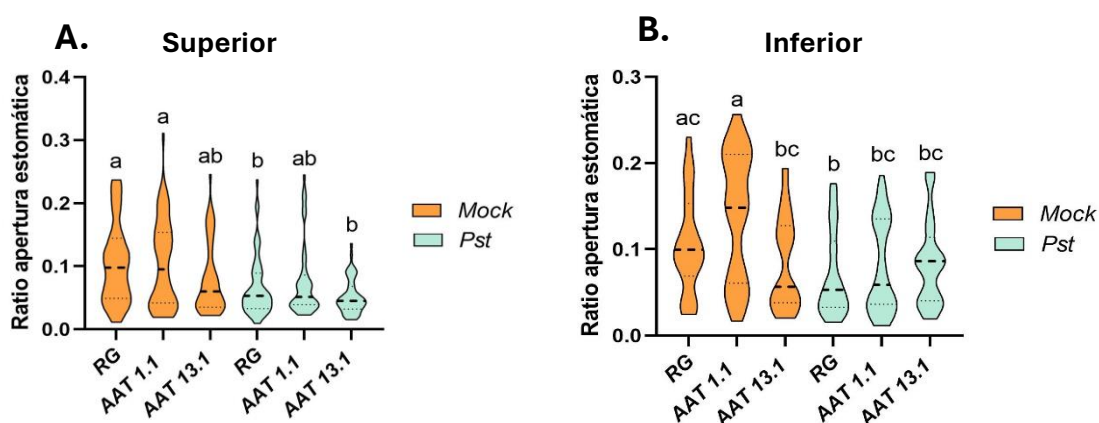 A.
Superior
Ratio apertura estomática
0.4
0.3
0.2
0.1
0.0
a
a
ab
b
ab
b
RG
AAT 1.1
AAT 13.1
RG
AAT 1.1
AAT 13.1
Mock
Pst
B.
Inferior
Ratio apertura estomática
0.3
0.2
0.1
0.0
ac
a
bc
b
bc
bc
RG
AAT 1.1
AAT 13.1
RG
AAT 1.1
AAT 13.1
Mock
Pst